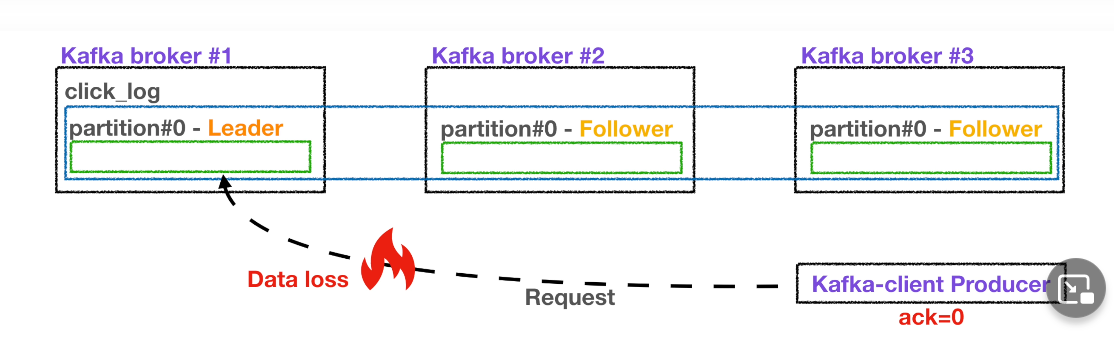 Kafka broker #1
Kafka broker #2
Kafka broker #3
click_log
partition#0 - Leader
partition#0 - Follower
partition#0 - Follower
Data loss
Request
Kafka-client Producer
ack=0